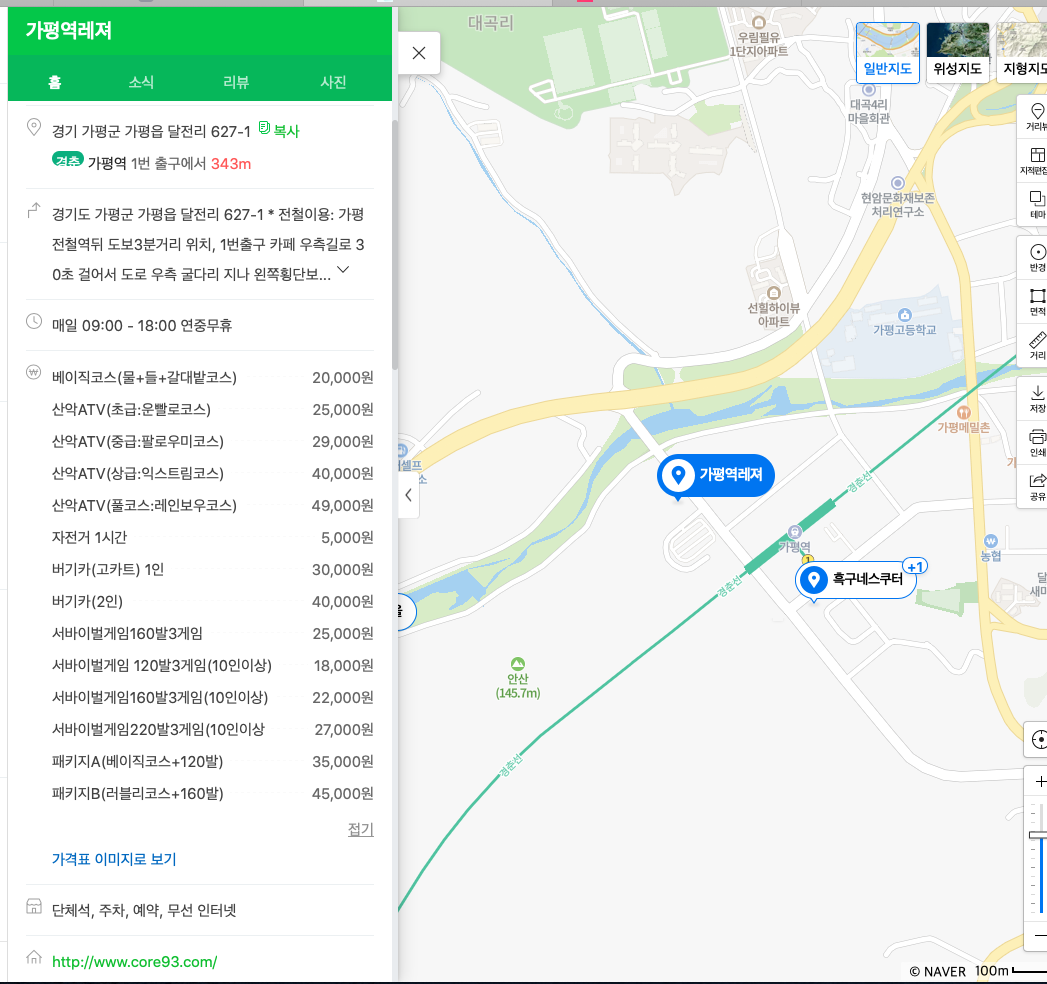 가평역레져
홈 소식 리뷰 사진
경기 가평군 가평읍 달전리 627-1 복사
경춘 가평역 1번 출구에서 343m
경기도 가평군 가평읍 달전리 627-1 * 전철이용: 가평
전철역뒤 도보3분거리 위치, 1번출구 카페 우측길로 3
0초 걸어서 도로 우측 굴다리 지나 왼쪽횡단보...
매일 09:00 - 18:00 연중무휴
베이직코스(물+들+갈대밭코스) 20,000원
산악ATV(초급:운빨로코스) 25,000원
산악ATV(중급:팔로우미코스) 29,000원
산악ATV(상급:익스트림코스) 40,000원
산악ATV(풀코스:레인보우코스) 49,000원
자전거 1시간 5,000원
버기카(고카트) 1인 30,000원
버기카(2인) 40,000원
서바이벌게임160발3게임 25,000원
서바이벌게임 120발3게임(10인이상) 18,000원
서바이벌게임160발3게임(10인이상) 22,000원
서바이벌게임220발3게임(10인이상 27,000원
패키지A(베이직코스+120발) 35,000원
패키지B(러블리코스+160발) 45,000원
접기
가격표 이미지로 보기
단체석, 주차, 예약, 무선 인터넷
http://www.core93.com/
대곡리
우림필유
1단지아파트
대곡4리
마을회관
현암문화재보존
처리연구소
선힐하이뷰
아파트
가평고등학교
가평메밀촌
셀프
소
가평역레져
경춘선
가평역
1
흑구네스쿠터
+1
농협
경춘선
달
새미
안산
(145.7m)
경춘선
일반지도
위성지도
지형지도
거리뷰
지적편집
테마
반경
면적
거리
저장
인쇄
공유
© NAVER 100m